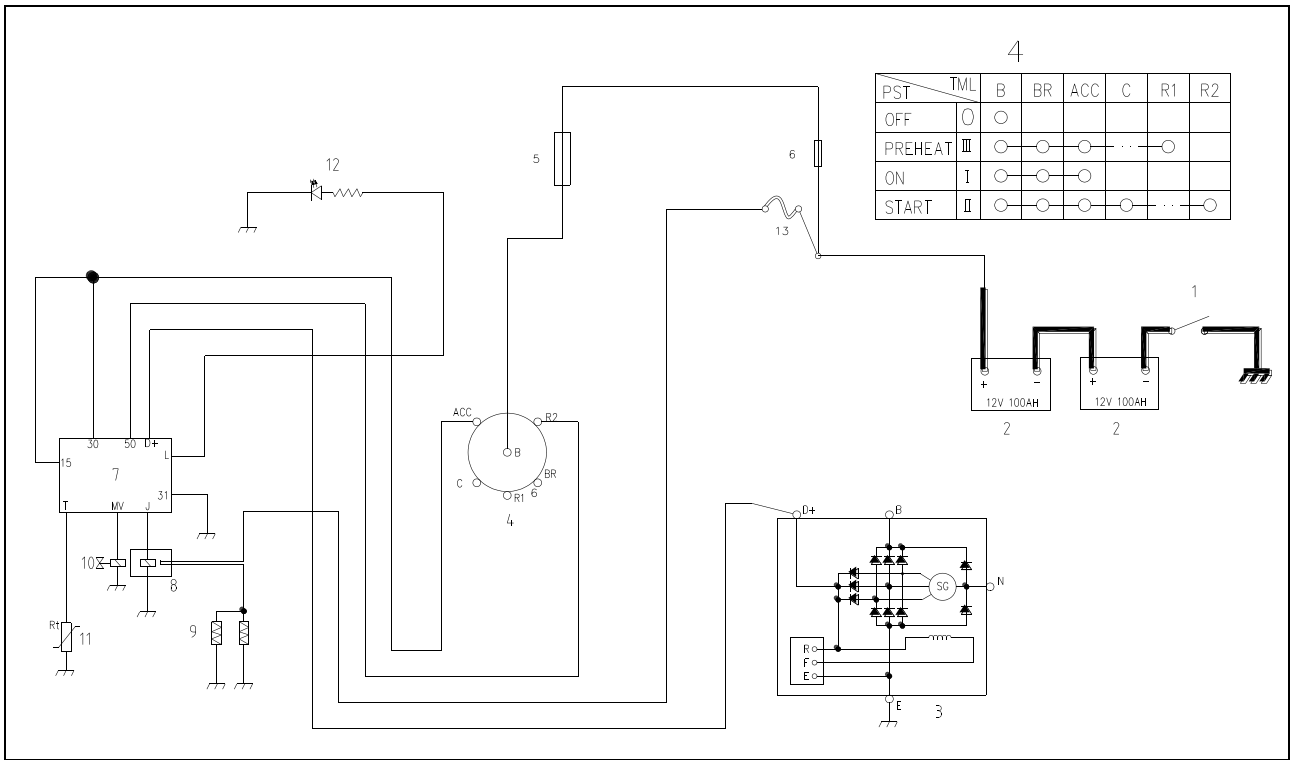 4
PST TML B BR ACC C R1 R2
OFF O
PREHEAT III
ON I
START II
5
6
12
13
1
+ -
12V 100AH
2
+ -
12V 100AH
2
ACC
R2
B
C
BR
R1
6
4
30 50 D+
L
15
7
31
T MV J
10
8
Rt
11
9
D+
B
N
SG
R
F
E
E
3